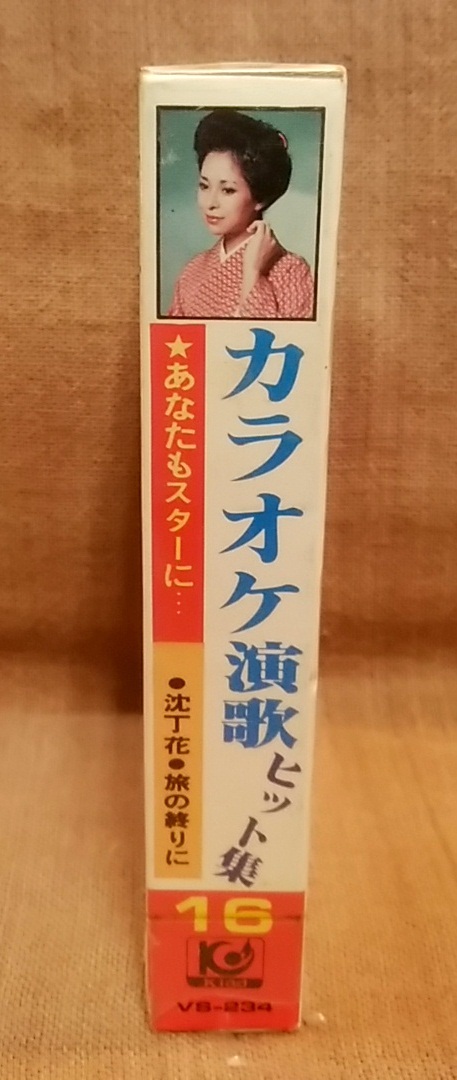 カラオケ演歌ヒット集
★あなたもスターに…
●沈丁花●旅の終りに
16
Kiad
VS-234